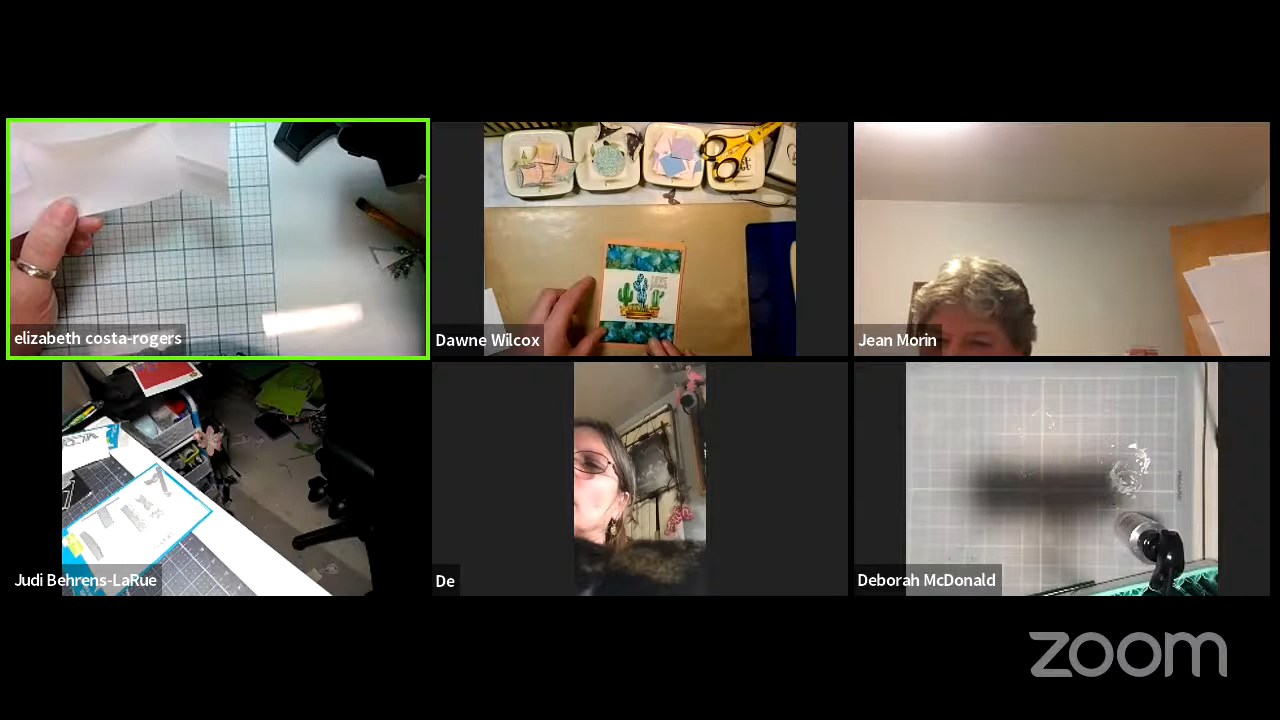 elizabeth costa-rogers
Dawne Wilcox
Jean Morin
Judi Behrens-LaRue
De
Deborah McDonald
zoom